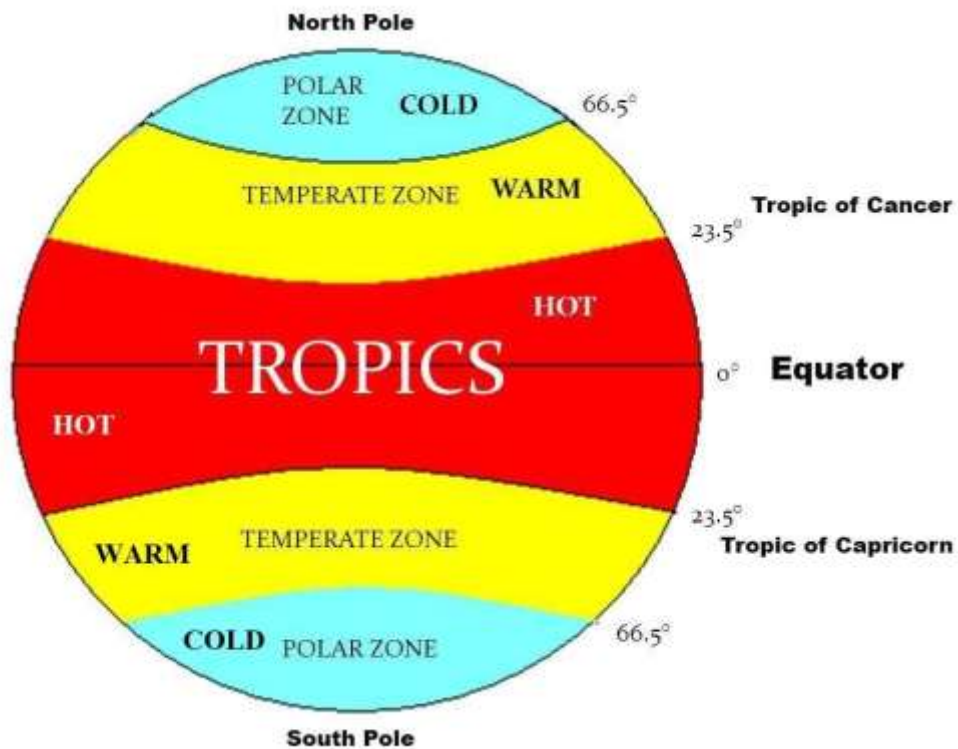 North Pole
POLAR
ZONE
COLD
66.5°
TEMPERATE ZONE
WARM
Tropic of Cancer
23.5°
HOT
TROPICS
0°
Equator
HOT
23.5°
Tropic of Capricorn
WARM
TEMPERATE ZONE
66.5°
COLD
POLAR ZONE
South Pole